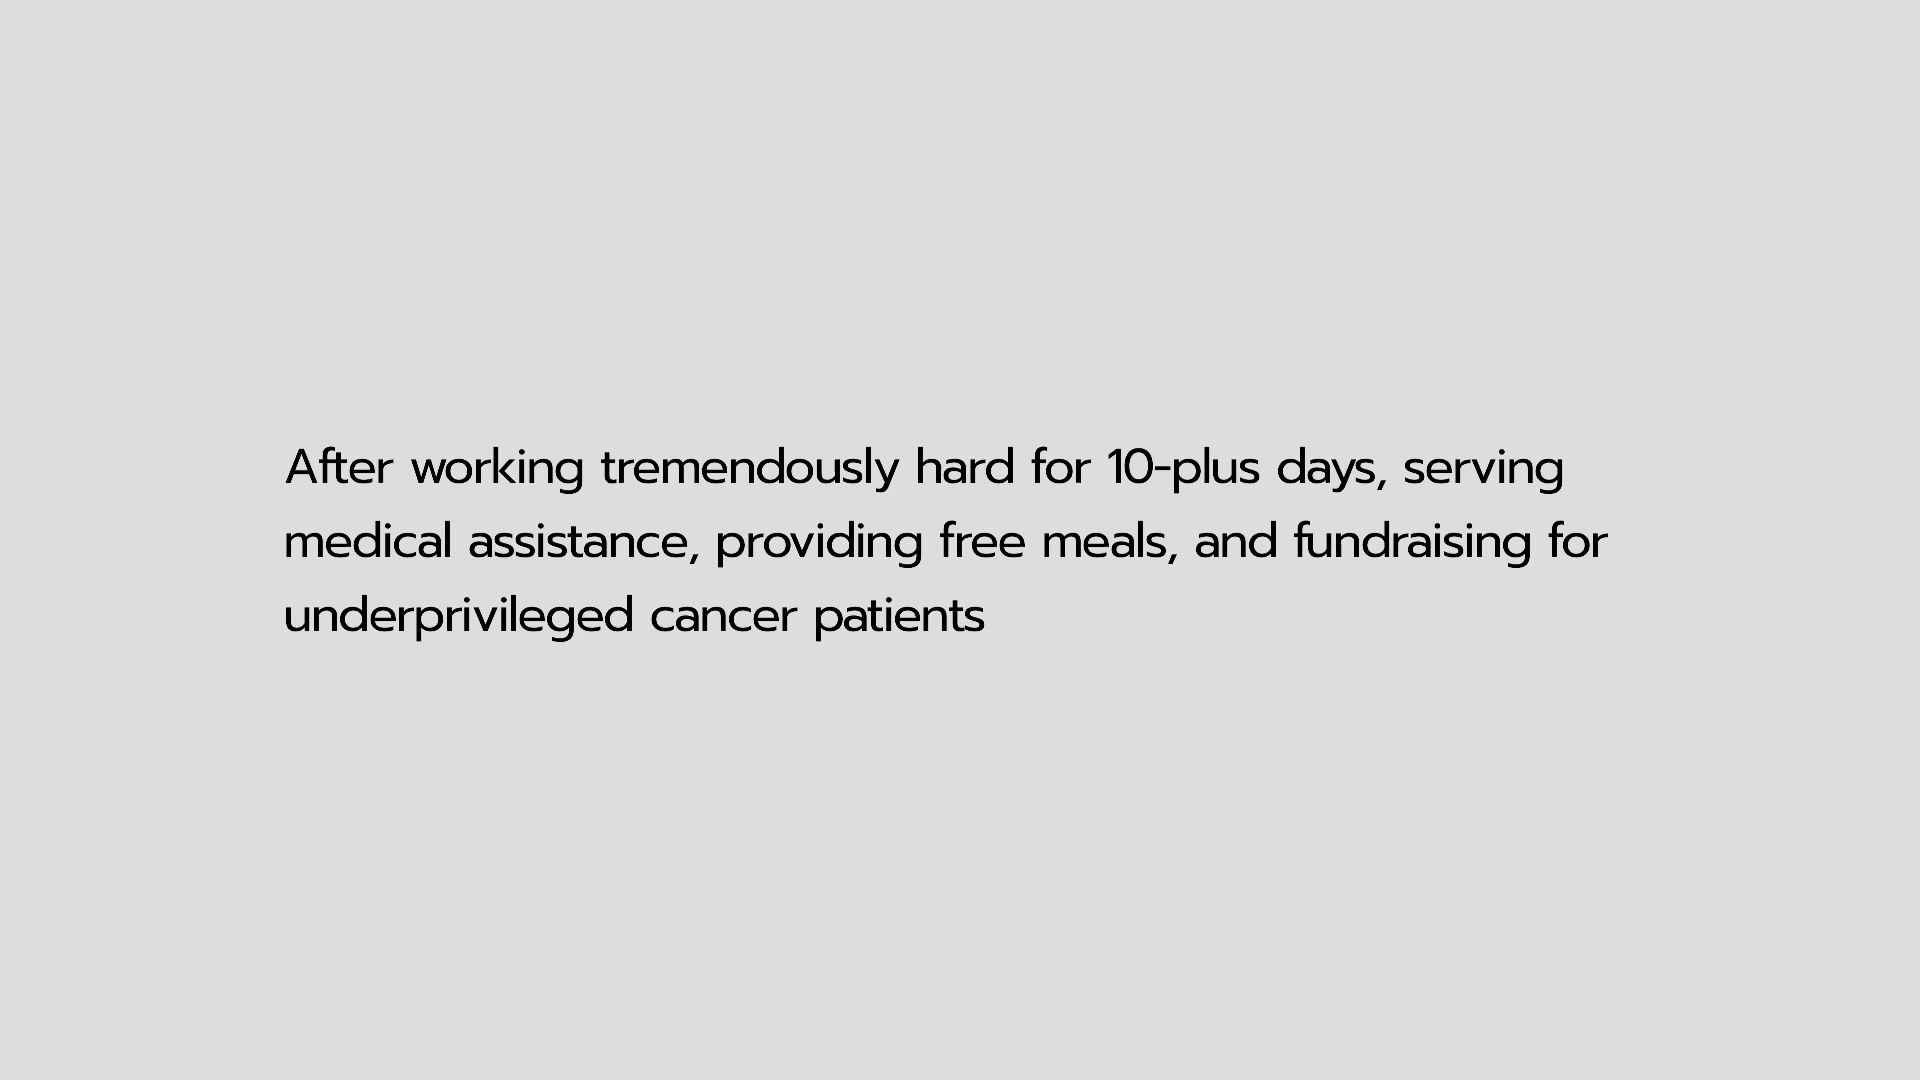 After working tremendously hard for 10-plus days, serving
medical assistance, providing free meals, and fundraising for
underprivileged cancer patients